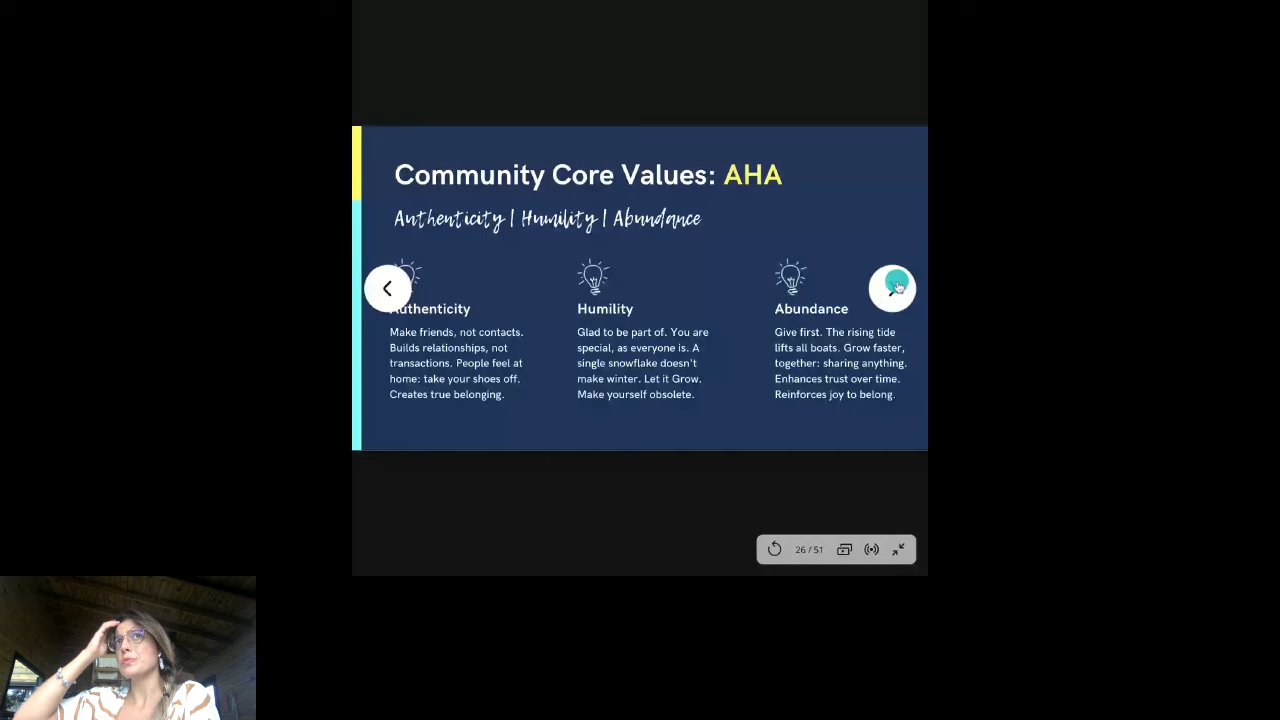 Community Core Values: AHA
Authenticity | Humility | Abundance
Authenticity
Make friends, not contacts.
Builds relationships, not
transactions. People feel at
home: take your shoes off.
Creates true belonging.
Humility
Glad to be part of. You are
special, as everyone is. A
single snowflake doesn't
make winter. Let it Grow.
Make yourself obsolete.
Abundance
Give first. The rising tide
lifts all boats. Grow faster,
together: sharing anything.
Enhances trust over time.
Reinforces joy to belong.
26 / 51